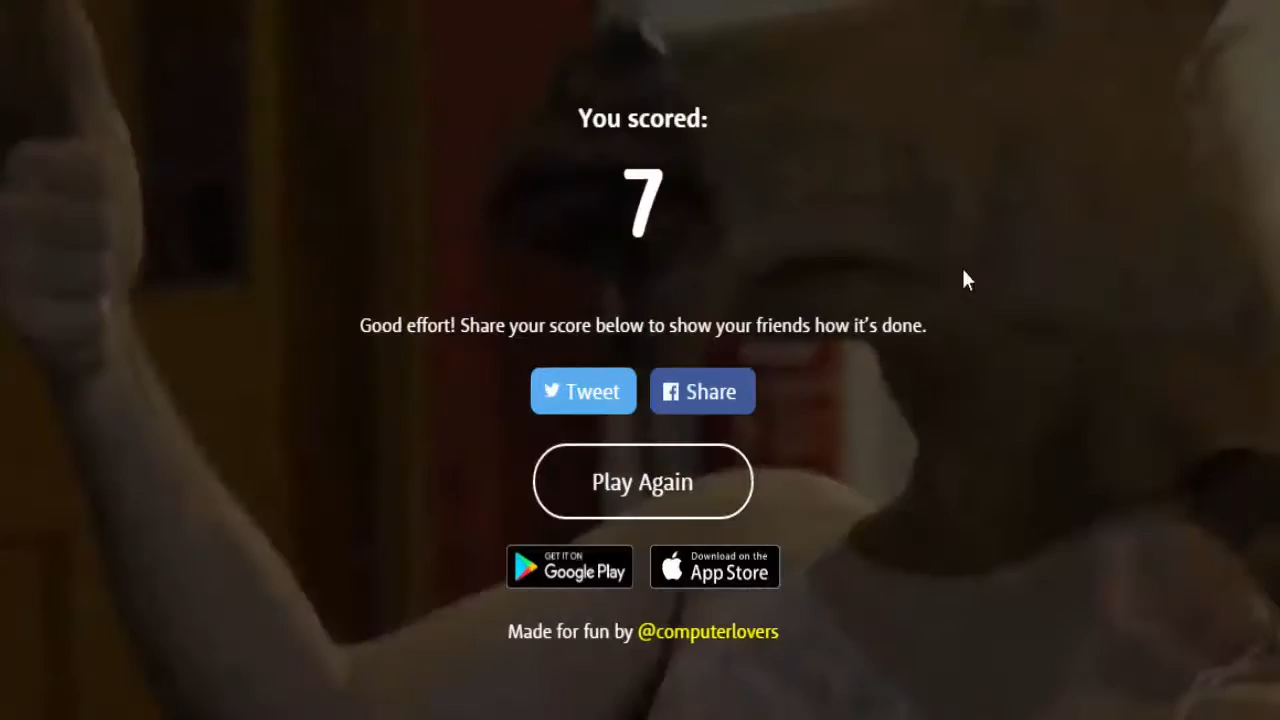 You scored:
7
Good effort! Share your score below to show your friends how it's done.
Tweet Share
Play Again
GET IT ON Google Play Download on the App Store
Made for fun by @computerlovers